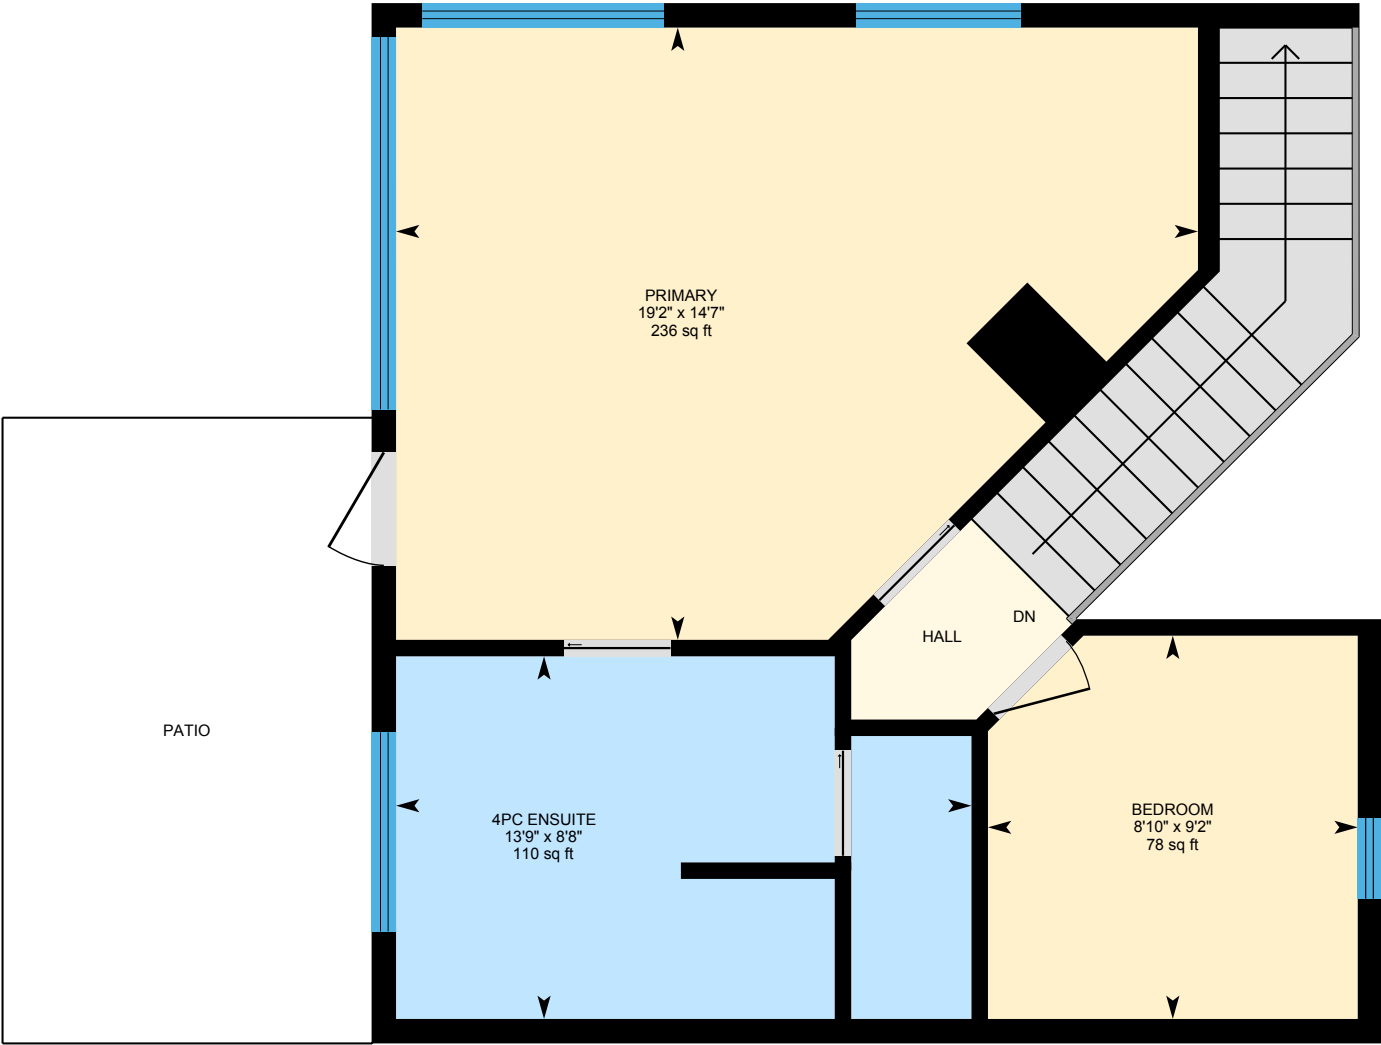 PRIMARY
19'2" x 14'7"
236 sq ft
DN
HALL
PATIO
4PC ENSUITE
13'9" x 8'8"
110 sq ft
BEDROOM
8'10" x 9'2"
78 sq ft